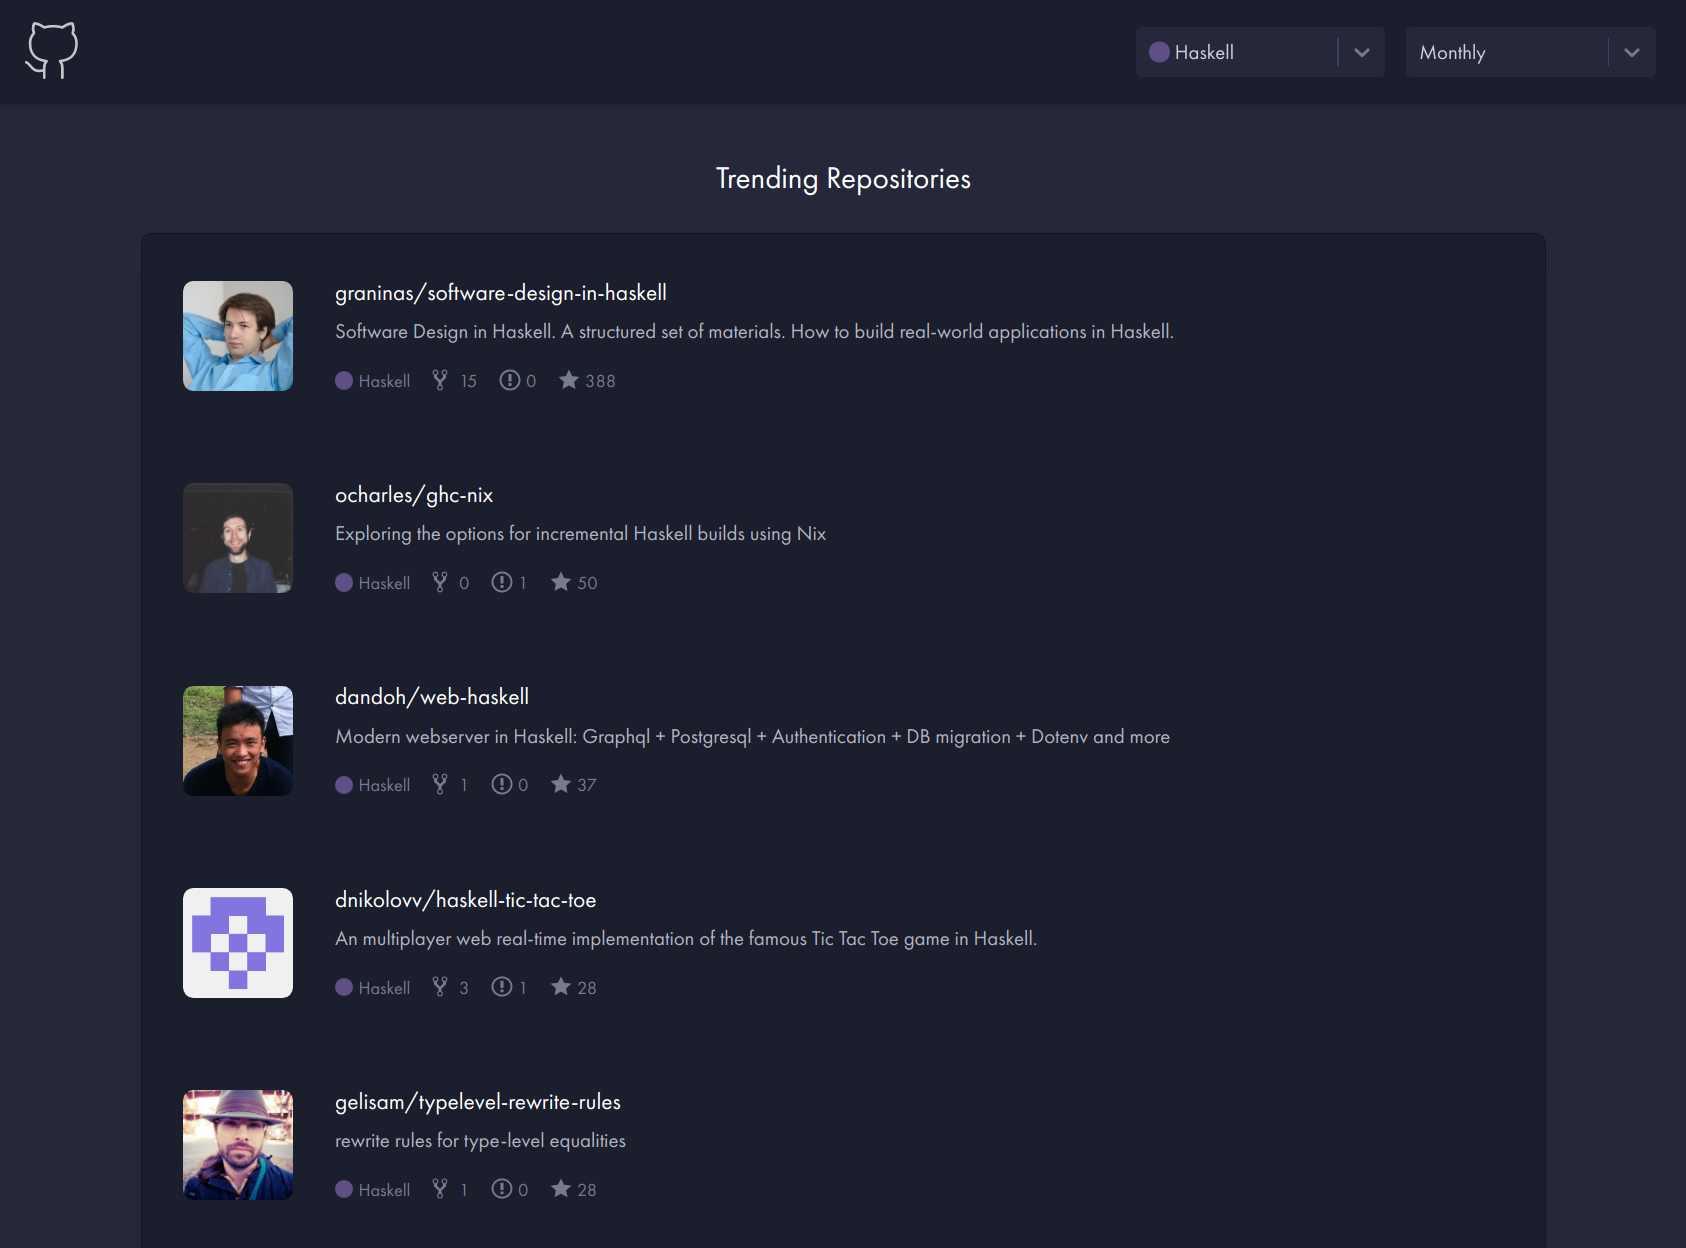 Haskell
Monthly
Trending Repositories
graninas/software-design-in-haskell
Software Design in Haskell. A structured set of materials. How to build real-world applications in Haskell.
Haskell 15 0 388
ocharles/ghc-nix
Exploring the options for incremental Haskell builds using Nix
Haskell 0 1 50
dandoh/web-haskell
Modern webserver in Haskell: Graphql + Postgresql + Authentication + DB migration + Dotenv and more
Haskell 1 0 37
dnikolovv/haskell-tic-tac-toe
An multiplayer web real-time implementation of the famous Tic Tac Toe game in Haskell.
Haskell 3 1 28
gelisam/typelevel-rewrite-rules
rewrite rules for type-level equalities
Haskell 1 0 28